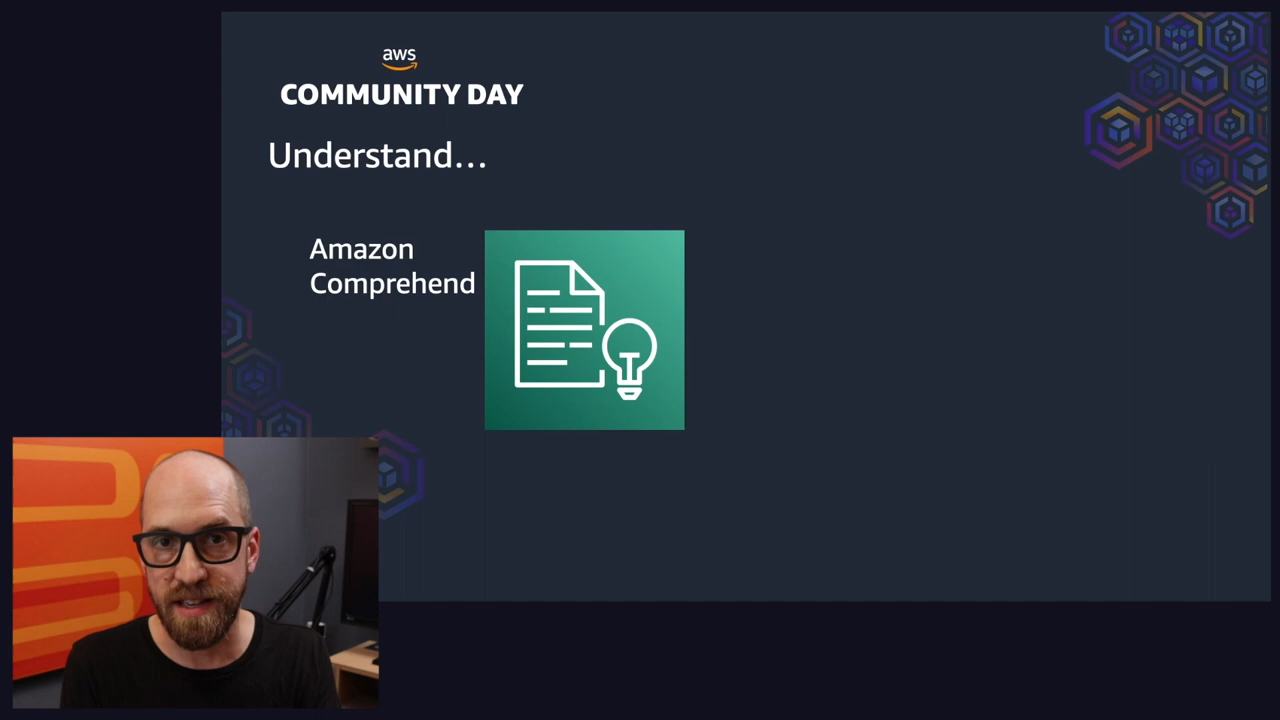 aws
COMMUNITY DAY
Understand...
Amazon
Comprehend